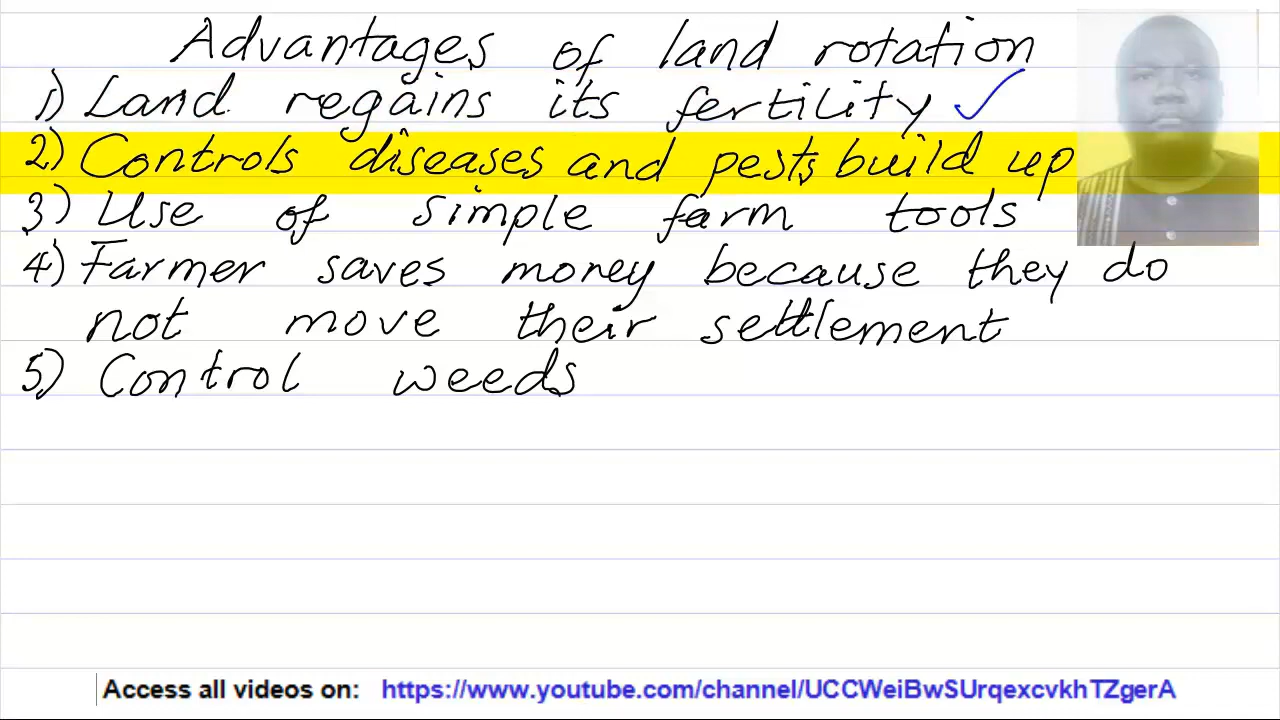 Advantages of land rotation
1) Land regains its fertility ✓
2) Controls diseases and pests build up
3) Use of simple farm tools
4) Farmer saves money because they do
not move their settlement
5) Control weeds
Access all videos on: https://www.youtube.com/channel/UCCWeiBwSUrqexcvkhTZgerA